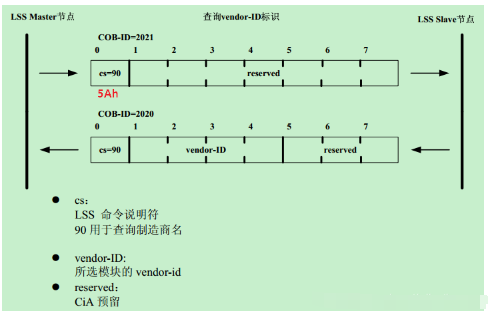 LSS Master节点
查询vendor-ID标识
LSS Slave节点
COB-ID=2021
0 1 2 3 4 5 6 7
cs=90 reserved
5Ah
COB-ID=2020
0 1 2 3 4 5 6 7
cs=90 vendor-ID reserved
● cs:
LSS 命令说明符
90 用于查询制造商名
● vendor-ID:
所选模块的 vendor-id
● reserved:
CiA 预留